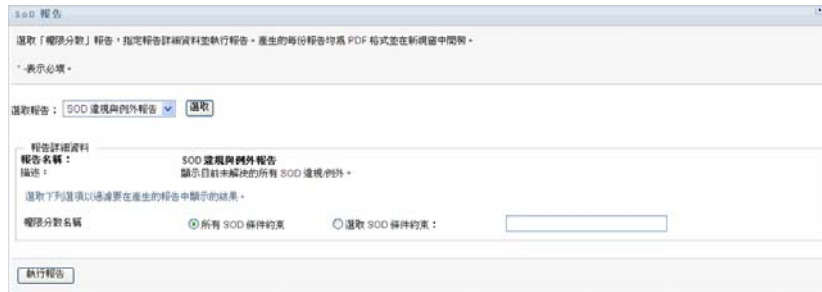 SoD 報告
選取「權限分數」報告，指定報告詳細資料並執行報告。產生的每份報告均為 PDF 格式並在新視窗中開啟。
* -表示必填。
選取報告： SOD 違規與例外報告 選取
報告詳細資料
報告名稱： SOD 違規與例外報告
描述： 顯示目前未解決的所有 SOD 違規/例外。
選取下列選項以過濾要在產生的報告中顯示的結果。
權限分數名稱 所有 SOD 條件約束 選取 SOD 條件約束：
執行報告